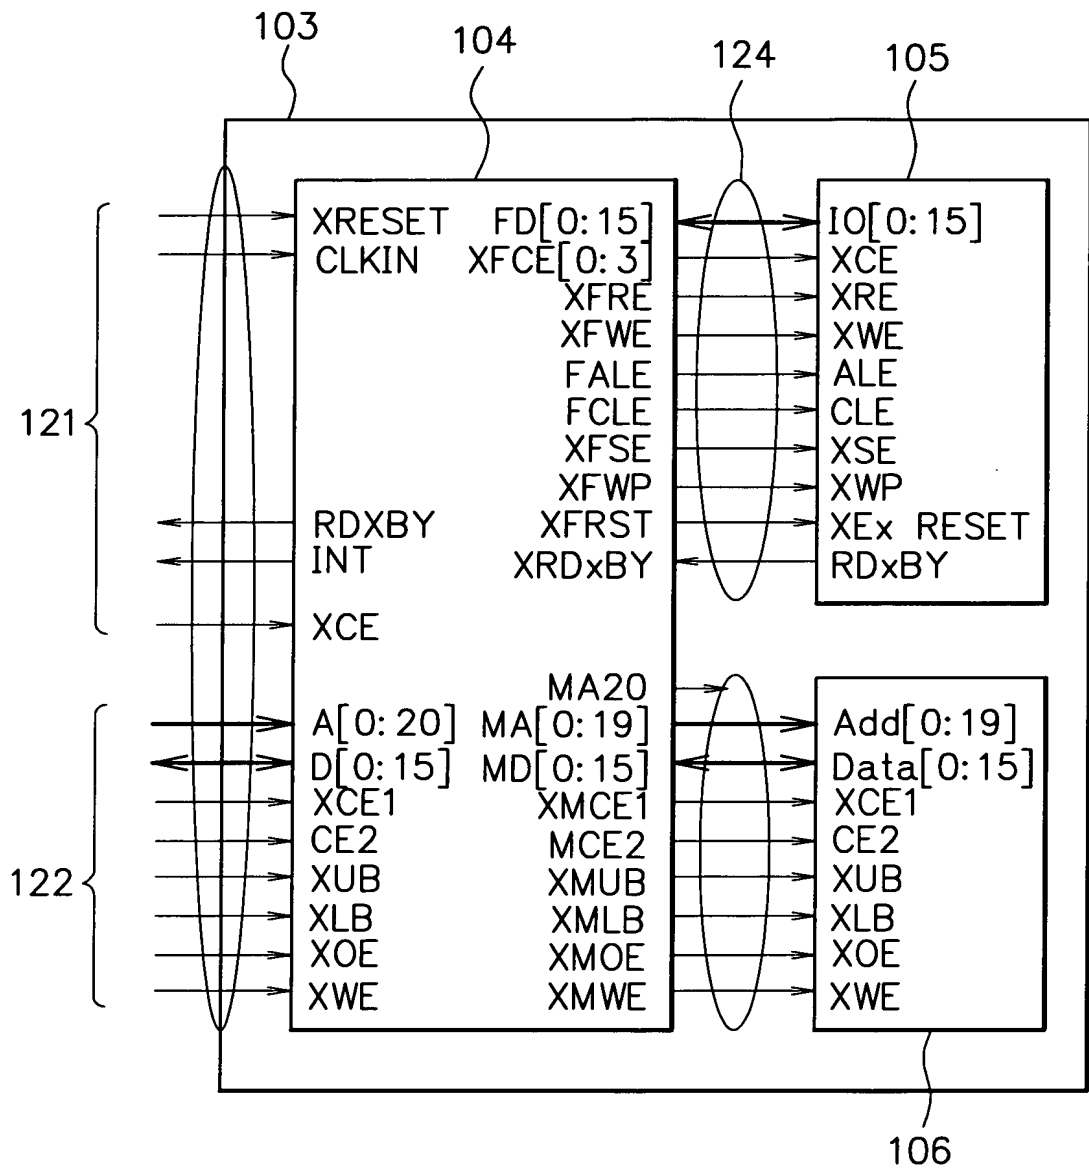 103
104
124
105
XRESET FD[0:15] IO[0:15]
CLKIN XFCE[0:3] XCE
XFRE XRE
XFWE XWE
FALE ALE
121 FCLE CLE
XFSE XSE
XFWP XWP
RDXBY XFRST XEx RESET
INT XRDxBY RDxBY
XCE
MA20
A[0:20] MA[0:19] Add[0:19]
D[0:15] MD[0:15] Data[0:15]
XCE1 XMCE1 XCE1
CE2 MCE2 CE2
122 XUB XMUB XUB
XLB XMLB XLB
XOE XMOE XOE
XWE XMWE XWE
106